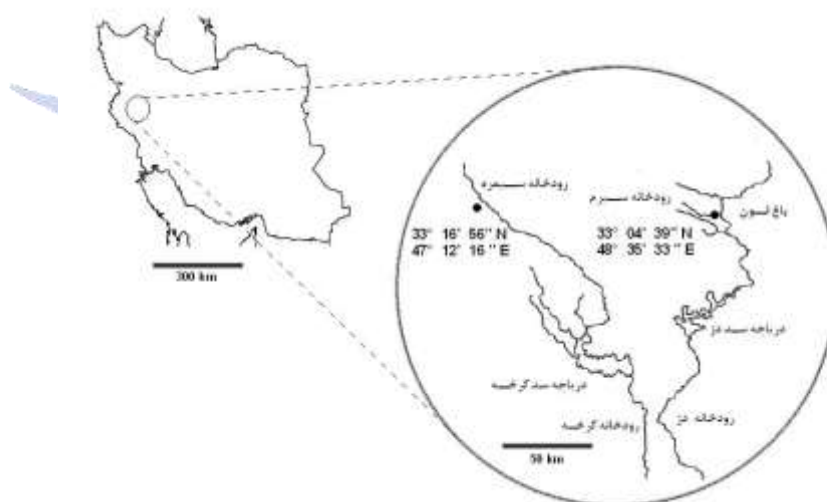 رودخانه سیمره
33° 16' 56" N
47° 12' 16" E
رودخانه سزم
باغ لسون
33° 04' 39" N
48° 35' 33" E
دریاچه سد دز
دریاچه سد کرخه
رودخانه کرخه
رودخانه دز
300 km
50 km